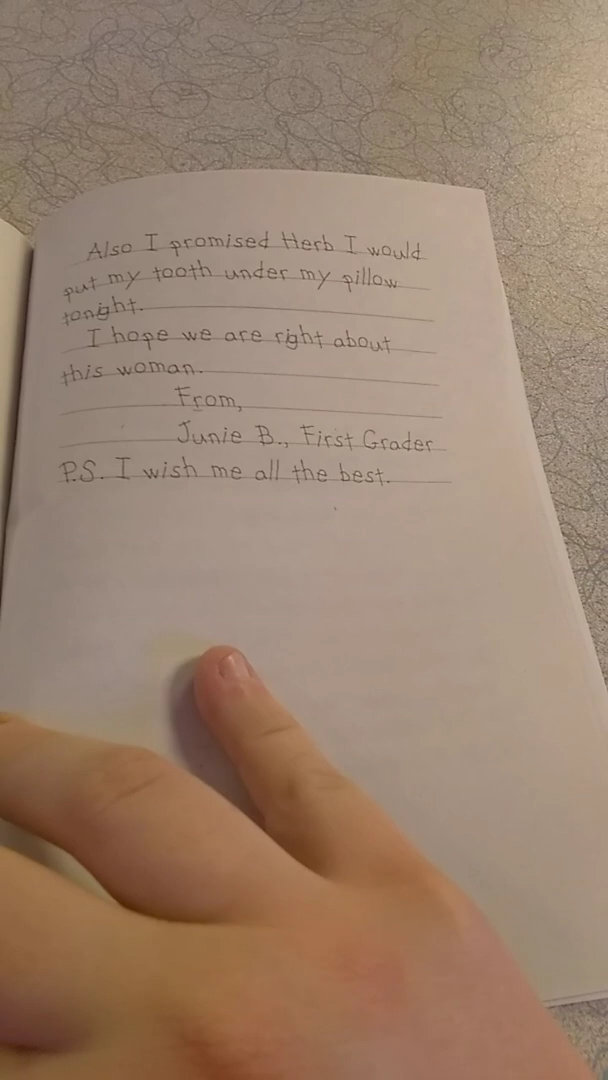 Also I promised Herb I would
put my tooth under my pillow
tonight.
I hope we are right about
this woman.
From,
Junie B., First Grader
P.S. I wish me all the best.